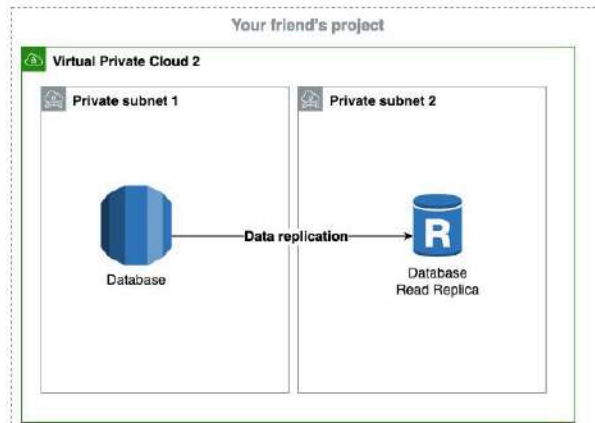 Your friend's project
Virtual Private Cloud 2
Private subnet 1
Private subnet 2
Data replication
R
Database
Database
Read Replica